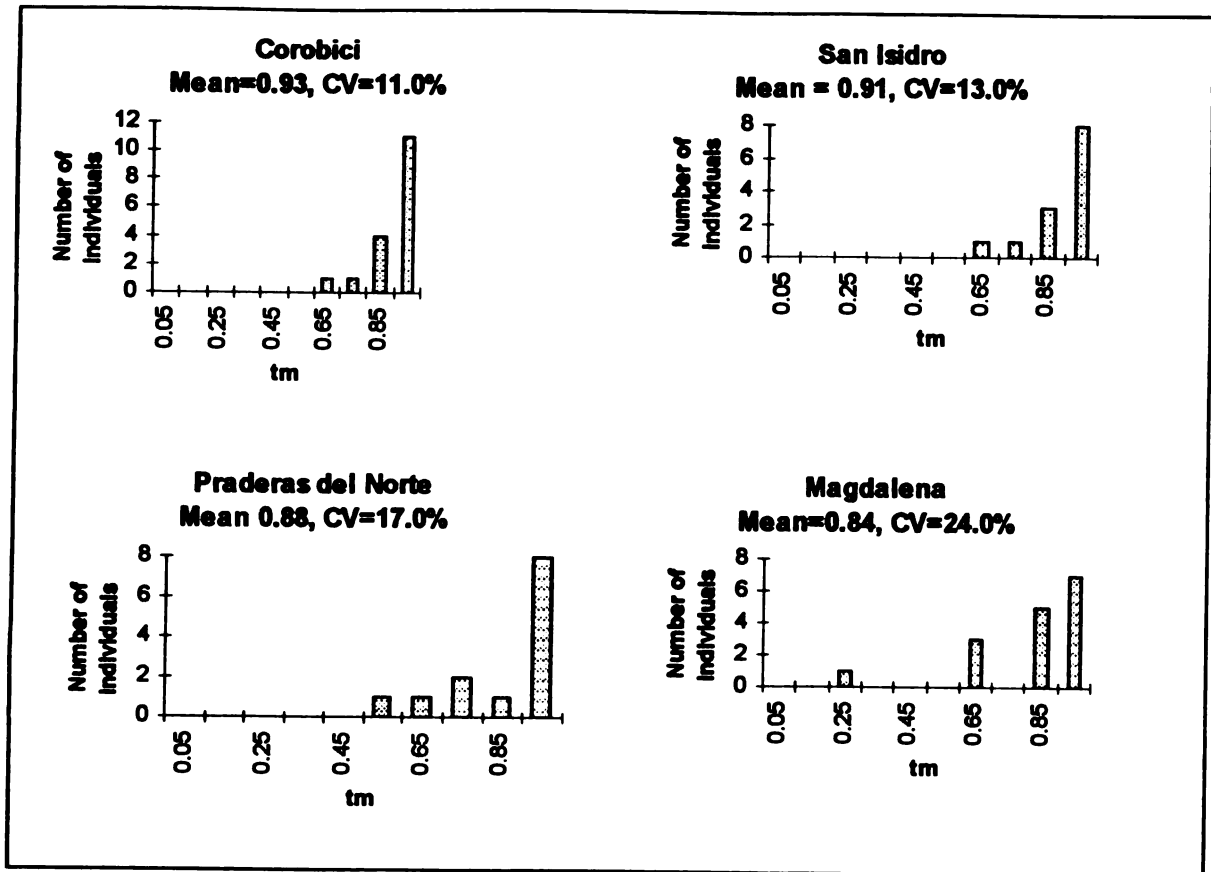 Corobici
Mean=0.93, CV=11.0%
Number of
Individuals
12
10
8
6
4
2
0
0.05
0.25
0.45
0.65
0.85
tm
San Isidro
Mean = 0.91, CV=13.0%
Number of
Individuals
8
6
4
2
0
0.05
0.25
0.45
0.65
0.85
tm
Praderas del Norte
Mean 0.88, CV=17.0%
Number of
Individuals
8
6
4
2
0
0.05
0.25
0.45
0.65
0.85
tm
Magdalena
Mean=0.84, CV=24.0%
Number of
Individuals
8
6
4
2
0
0.05
0.25
0.45
0.65
0.85
tm